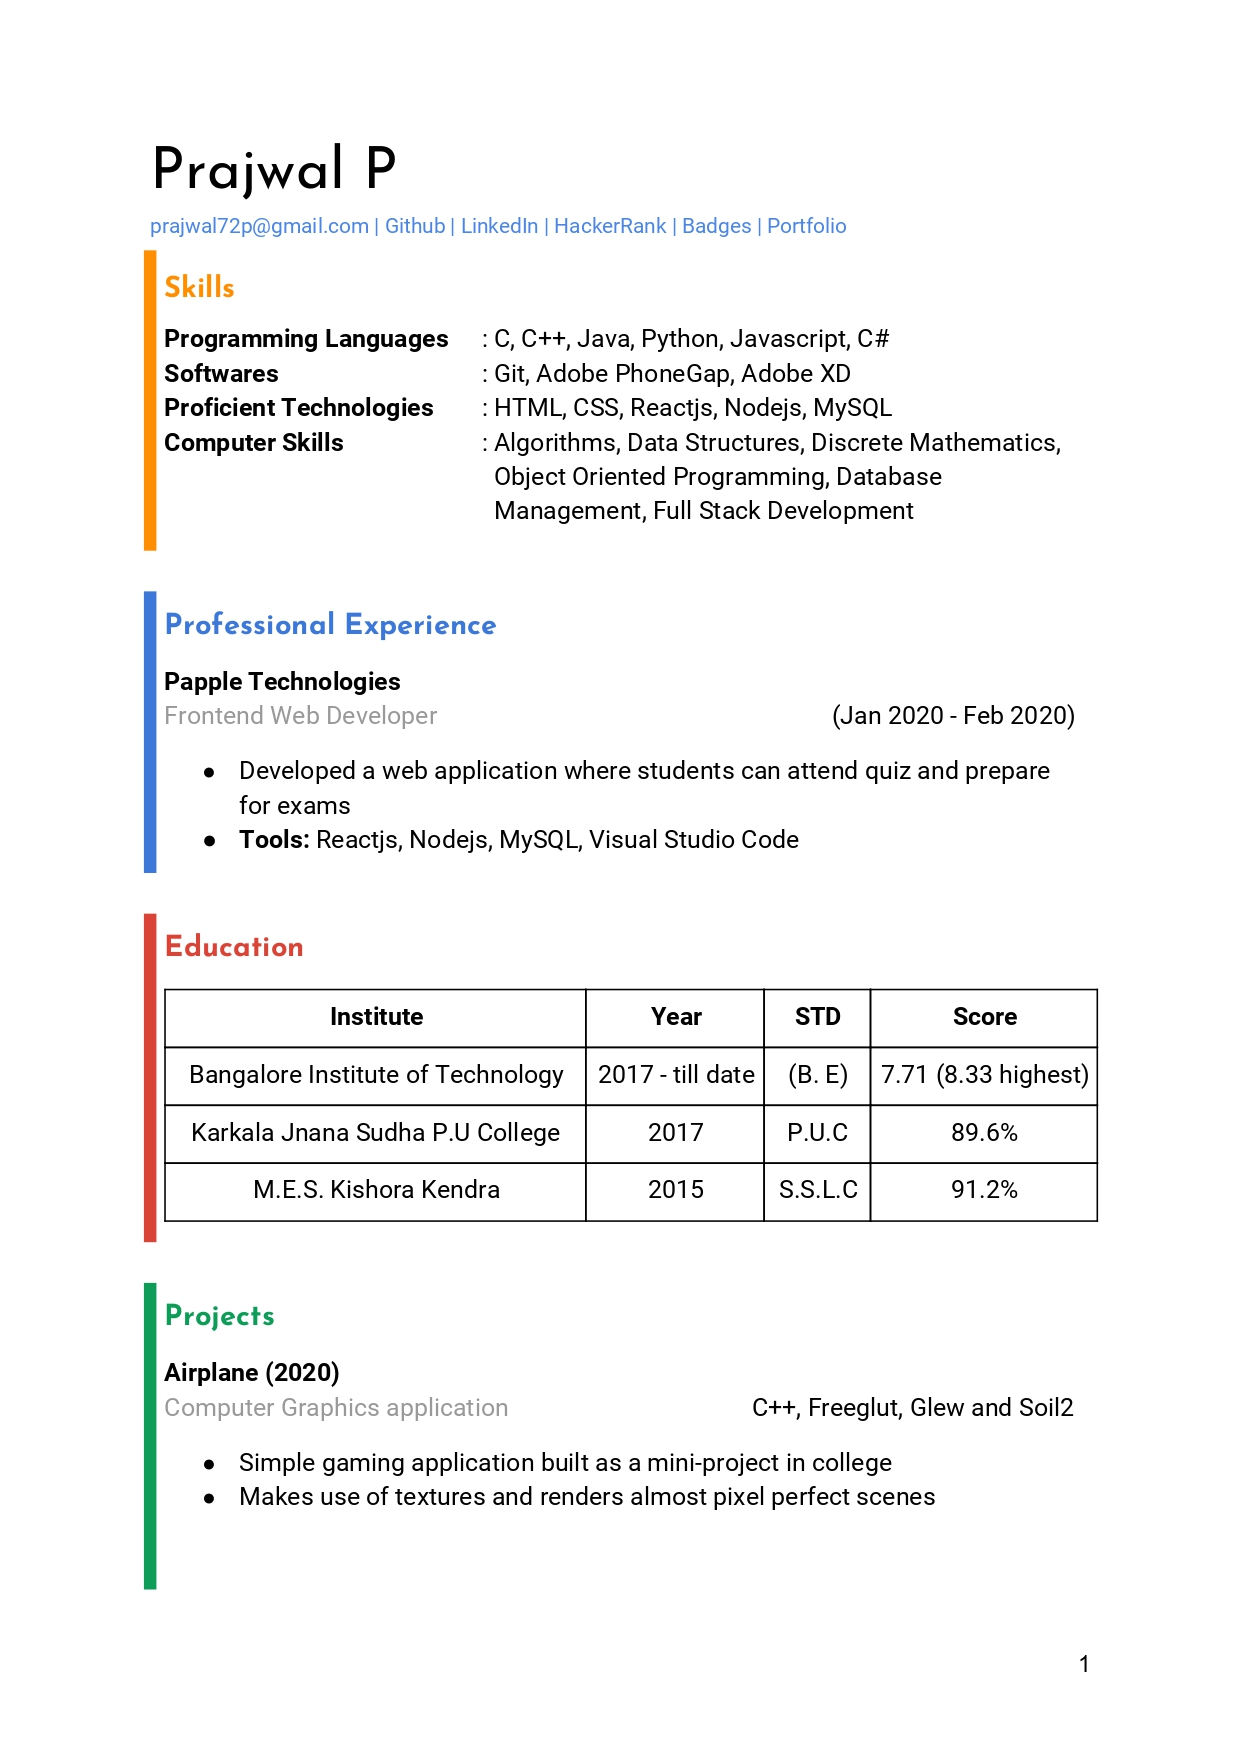 Prajwal P
prajwal72p@gmail.com | Github | LinkedIn | HackerRank | Badges | Portfolio
Skills
Programming Languages : C, C++, Java, Python, Javascript, C#
Softwares : Git, Adobe PhoneGap, Adobe XD
Proficient Technologies : HTML, CSS, Reactjs, Nodejs, MySQL
Computer Skills : Algorithms, Data Structures, Discrete Mathematics,
Object Oriented Programming, Database
Management, Full Stack Development
Professional Experience
Papple Technologies
Frontend Web Developer (Jan 2020 - Feb 2020)
● Developed a web application where students can attend quiz and prepare
for exams
● Tools: Reactjs, Nodejs, MySQL, Visual Studio Code
Education
Institute Year STD Score
Bangalore Institute of Technology 2017 - till date (B. E) 7.71 (8.33 highest)
Karkala Jnana Sudha P.U College 2017 P.U.C 89.6%
M.E.S. Kishora Kendra 2015 S.S.L.C 91.2%
Projects
Airplane (2020)
Computer Graphics application C++, Freeglut, Glew and Soil2
● Simple gaming application built as a mini-project in college
● Makes use of textures and renders almost pixel perfect scenes
1